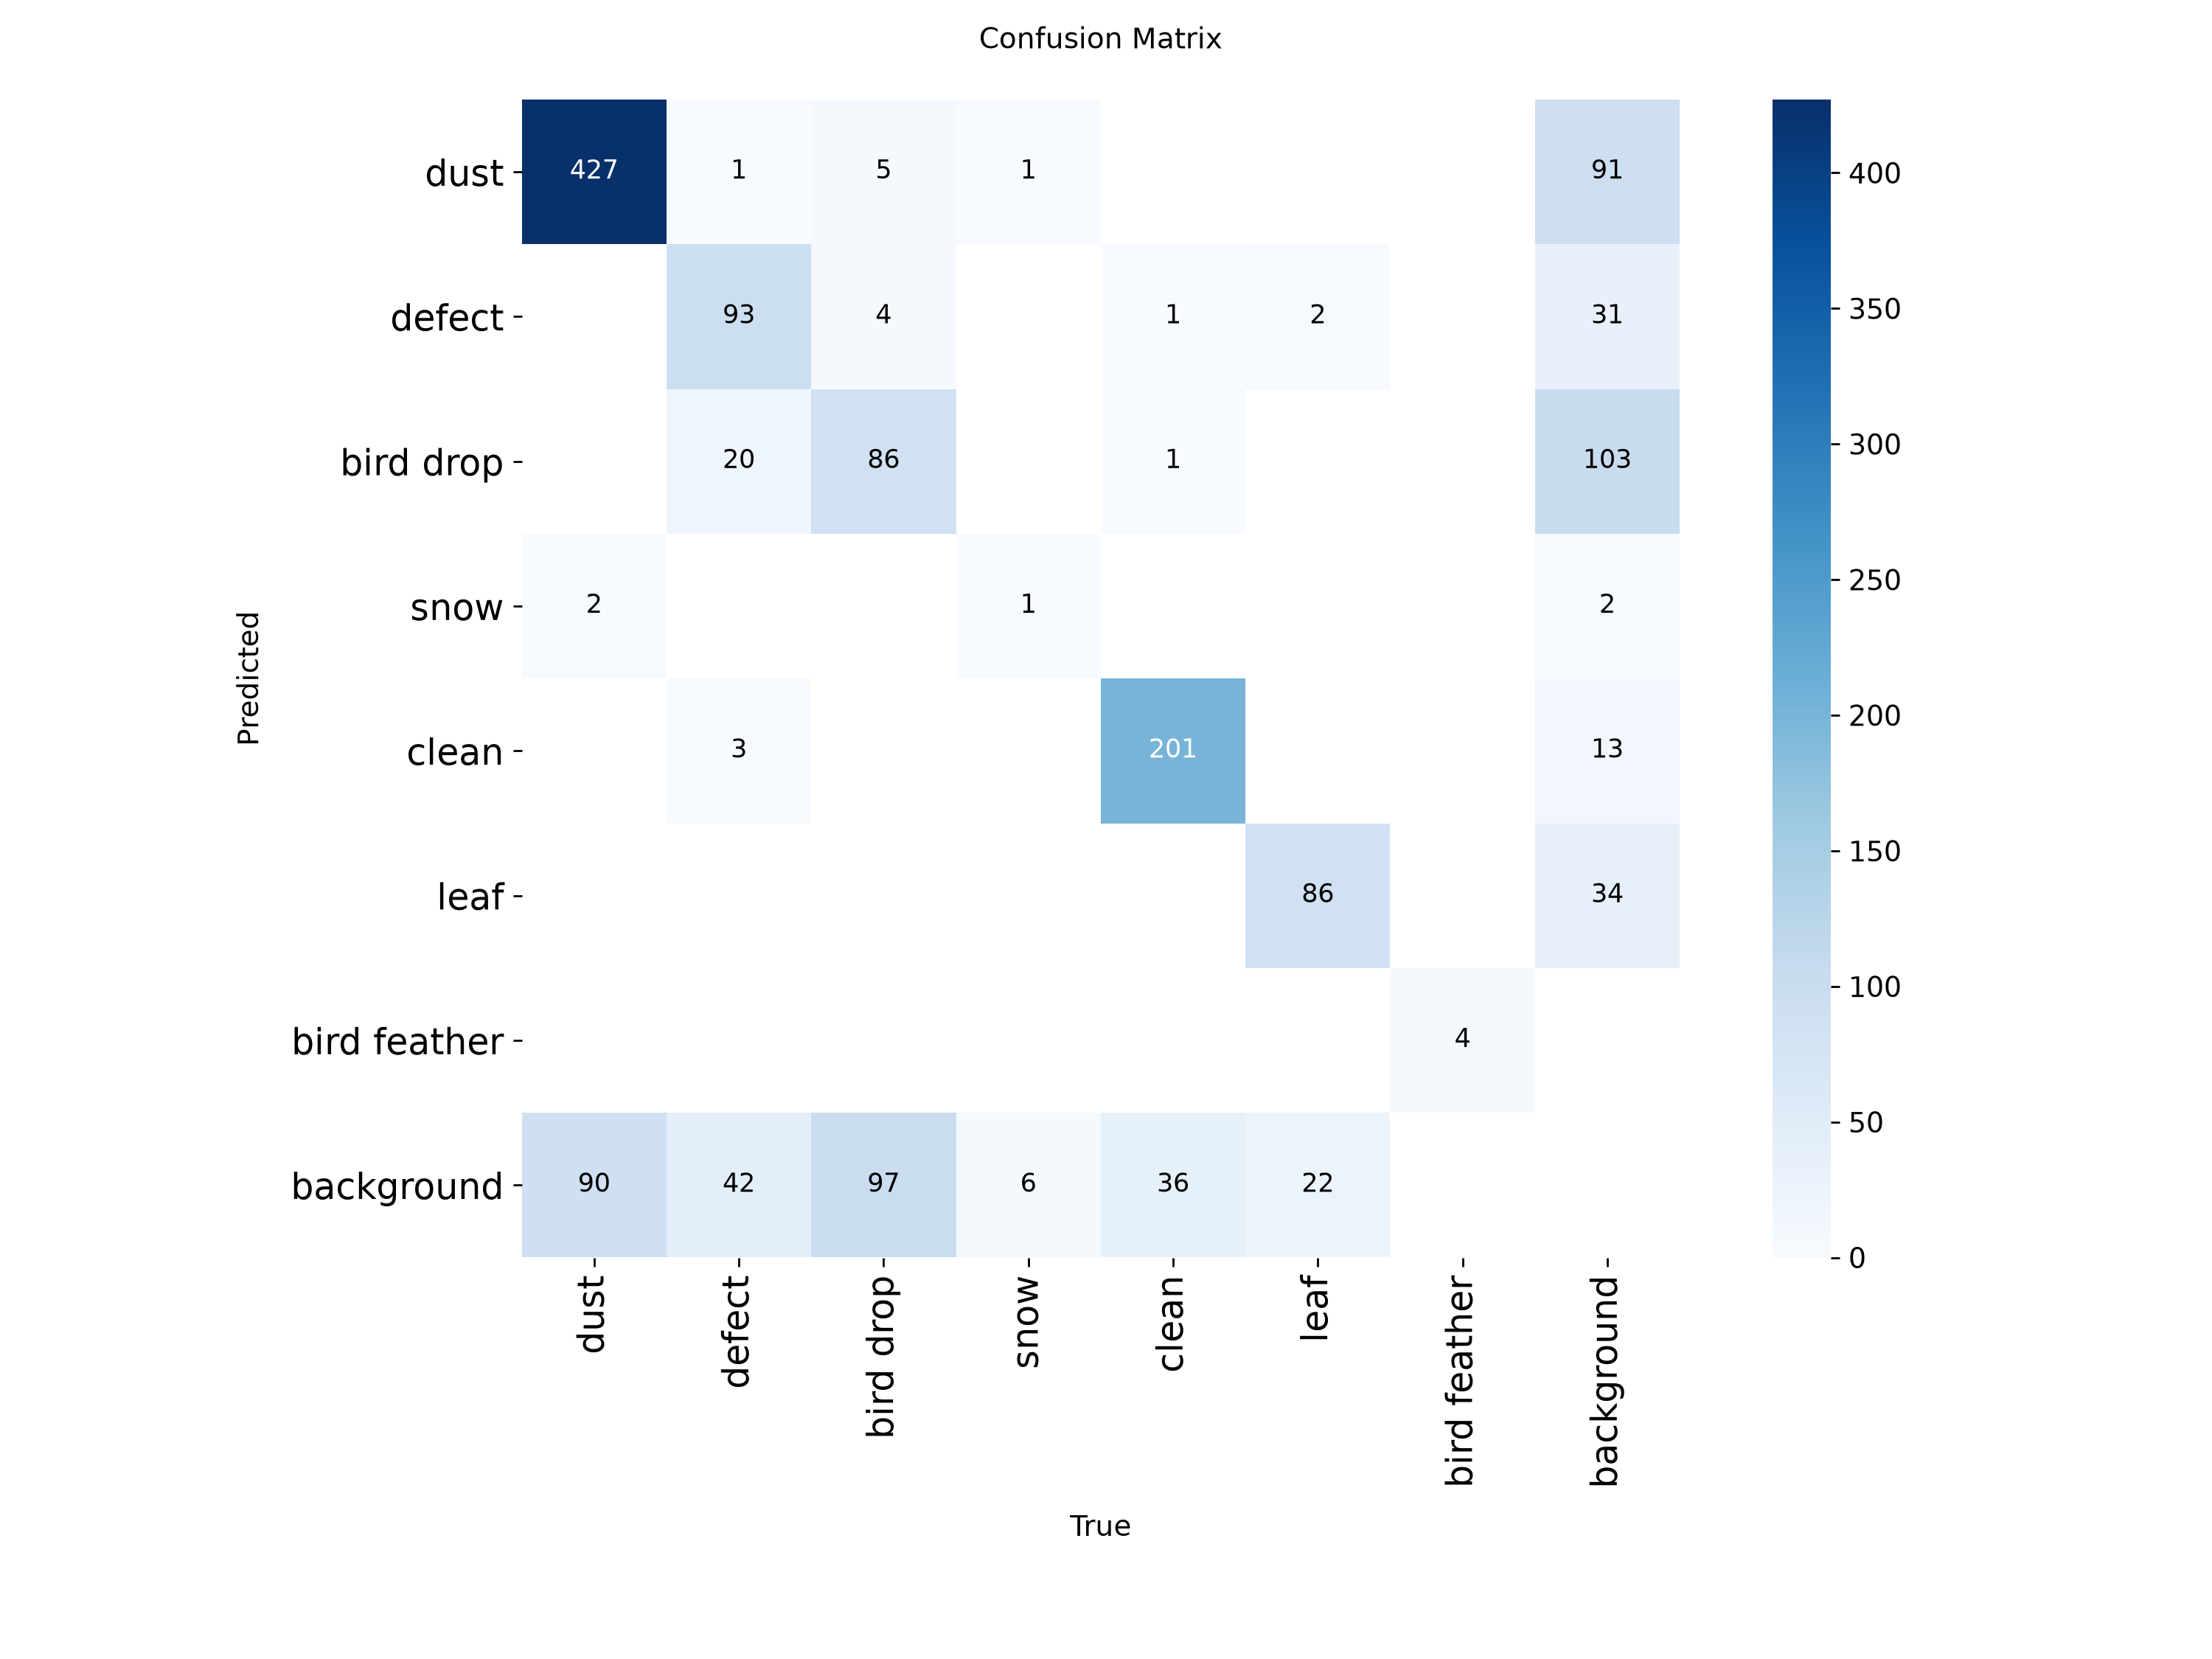 Confusion Matrix
dust 427 1 5 1 91
defect 93 4 1 2 31
bird drop 20 86 1 103
snow 2 1 2
clean 3 201 13
leaf 86 34
bird feather 4
background 90 42 97 6 36 22
dust defect bird drop snow clean leaf bird feather background
True
Predicted
400
350
300
250
200
150
100
50
0